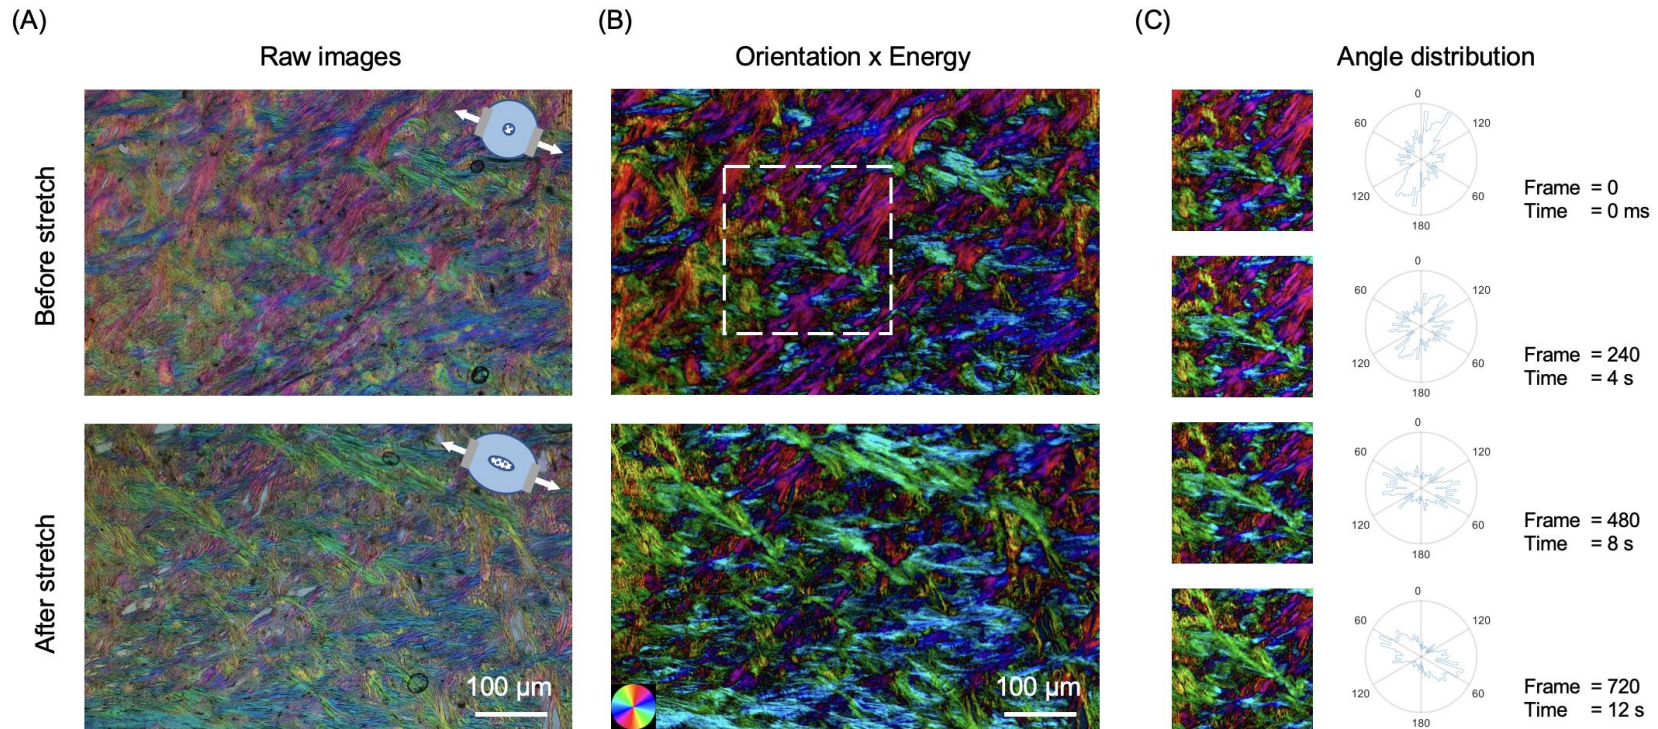 (A)
Raw images
Before stretch
After stretch
100 µm
(B)
Orientation x Energy
100 µm
(C)
Angle distribution
0
60
120
120
60
180
Frame = 0
Time = 0 ms
0
60
120
120
60
180
Frame = 240
Time = 4 s
0
60
120
120
60
180
Frame = 480
Time = 8 s
0
60
120
120
60
180
Frame = 720
Time = 12 s